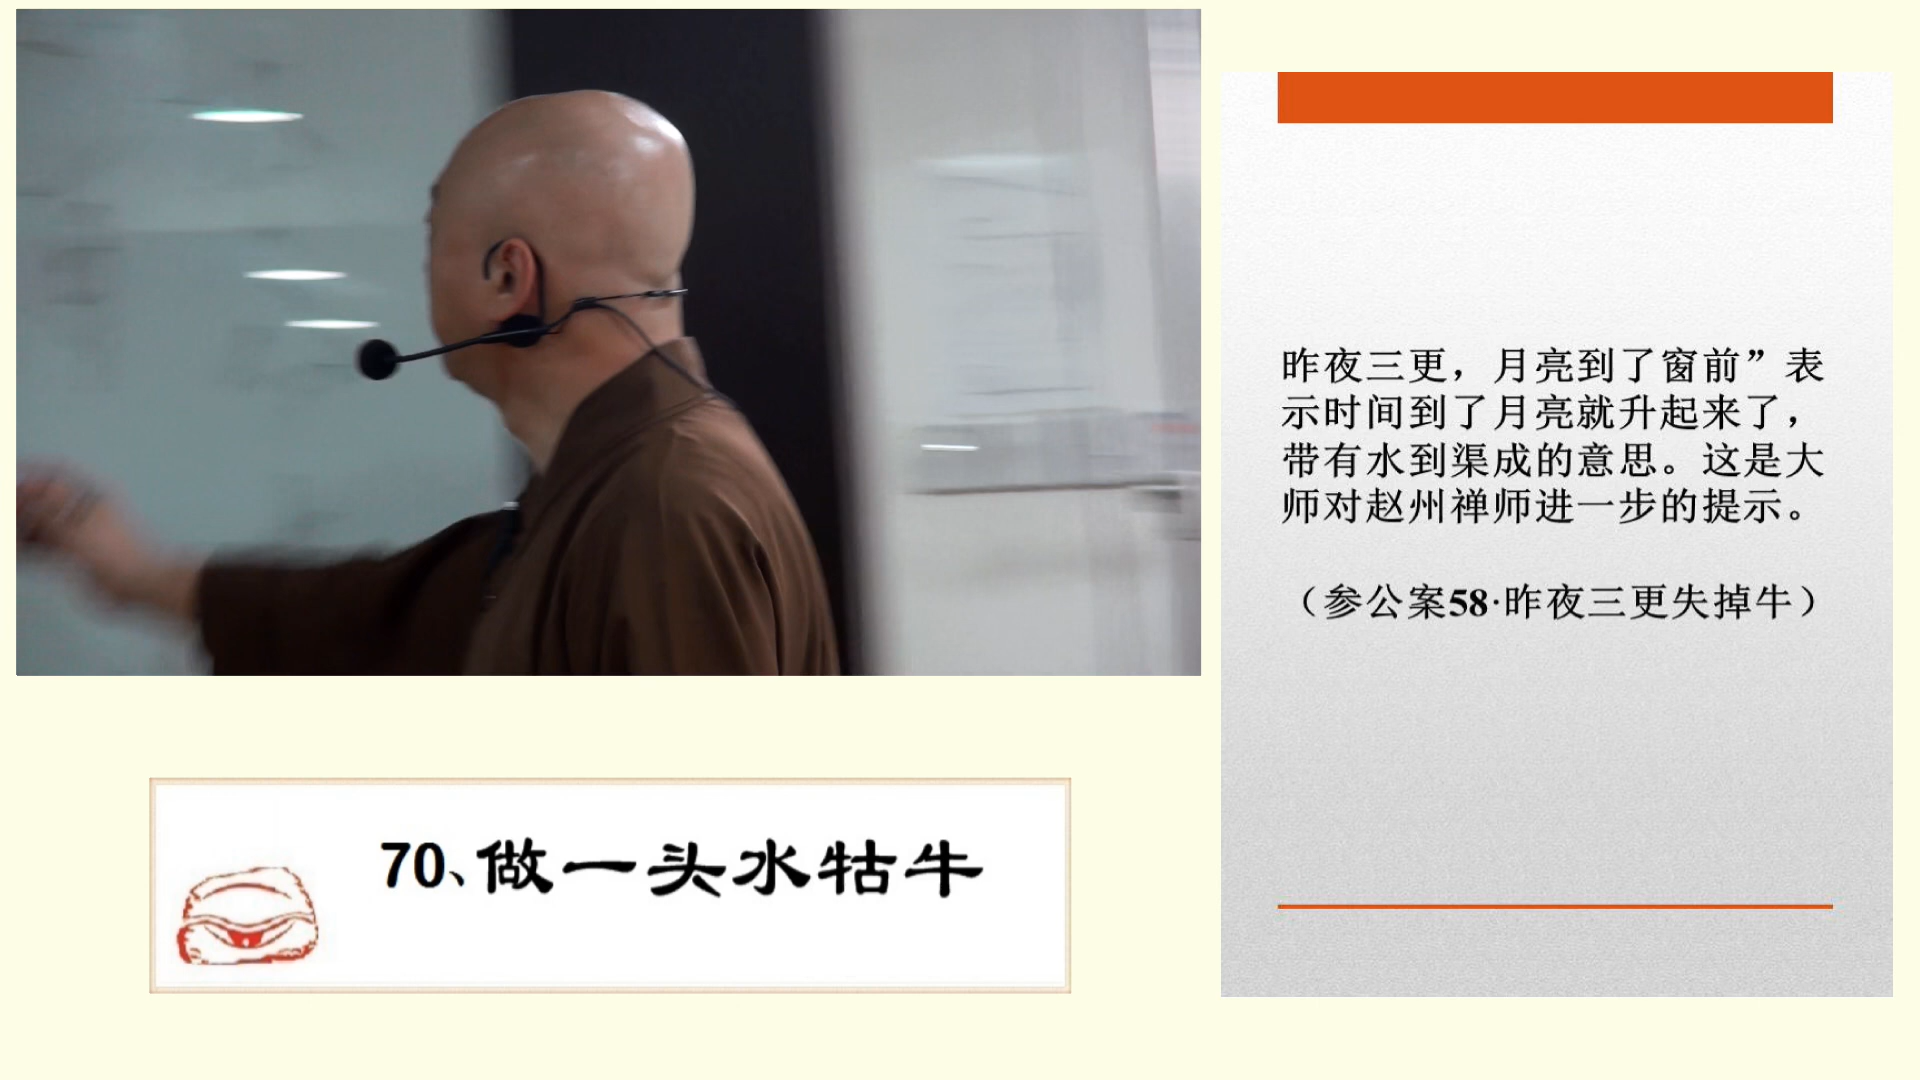 昨夜三更，月亮到了窗前”表
示时间到了月亮就升起来了，
带有水到渠成的意思。这是大
师对赵州禅师进一步的提示。
（参公案58·昨夜三更失掉牛）
70、做一头水牯牛